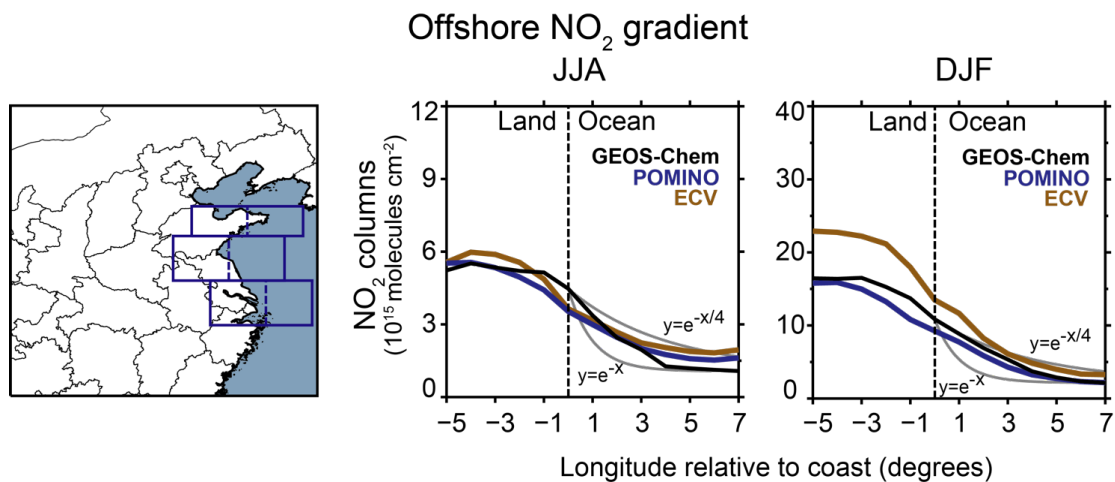 Offshore NO₂ gradient
JJA
DJF
NO₂ columns
(10¹⁵ molecules cm⁻²)
12
9
6
3
0
Land
Ocean
GEOS-Chem
POMINO
ECV
y=e⁻ˣ/⁴
y=e⁻ˣ
−5 −3 −1 1 3 5 7
40
30
20
10
0
Land
Ocean
GEOS-Chem
POMINO
ECV
y=e⁻ˣ/⁴
y=e⁻ˣ
−5 −3 −1 1 3 5 7
Longitude relative to coast (degrees)